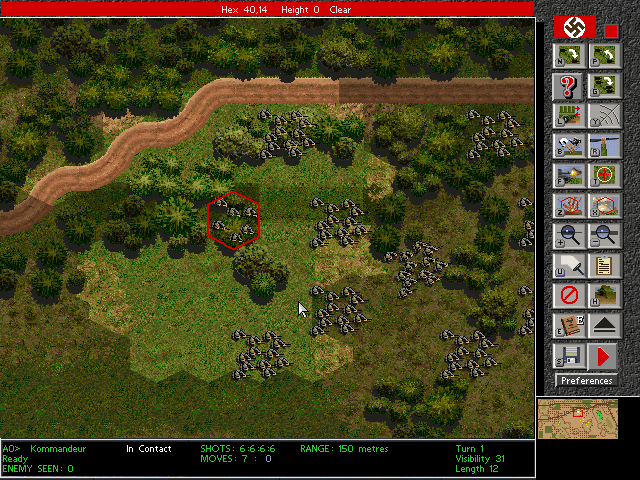 Hex 40,14 Height 0 Clear
N P
G
Y
R
F T
Z X
+ -
U
H
E E
S
Preferences
A0> Kommandeur In Contact SHOTS: 6:6:6:6 RANGE: 150 metres Turn 1
Ready MOVES: 7 : 0 Visibility 31
ENEMY SEEN: 0 Length 12